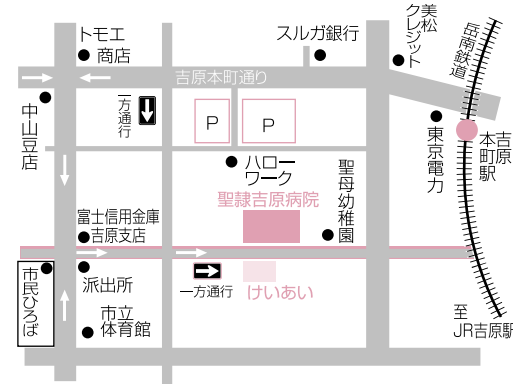 トモエ
商店
スルガ銀行
美松
クレジット
岳南鉄道
吉原本町通り
中山豆店
一方
通行
P
P
東京電力
吉原
本町駅
ハロー
ワーク
聖母幼稚園
聖隷吉原病院
富士信用金庫
吉原支店
市民ひろば
派出所
一方通行
けいあい
市立
体育館
至
JR吉原駅